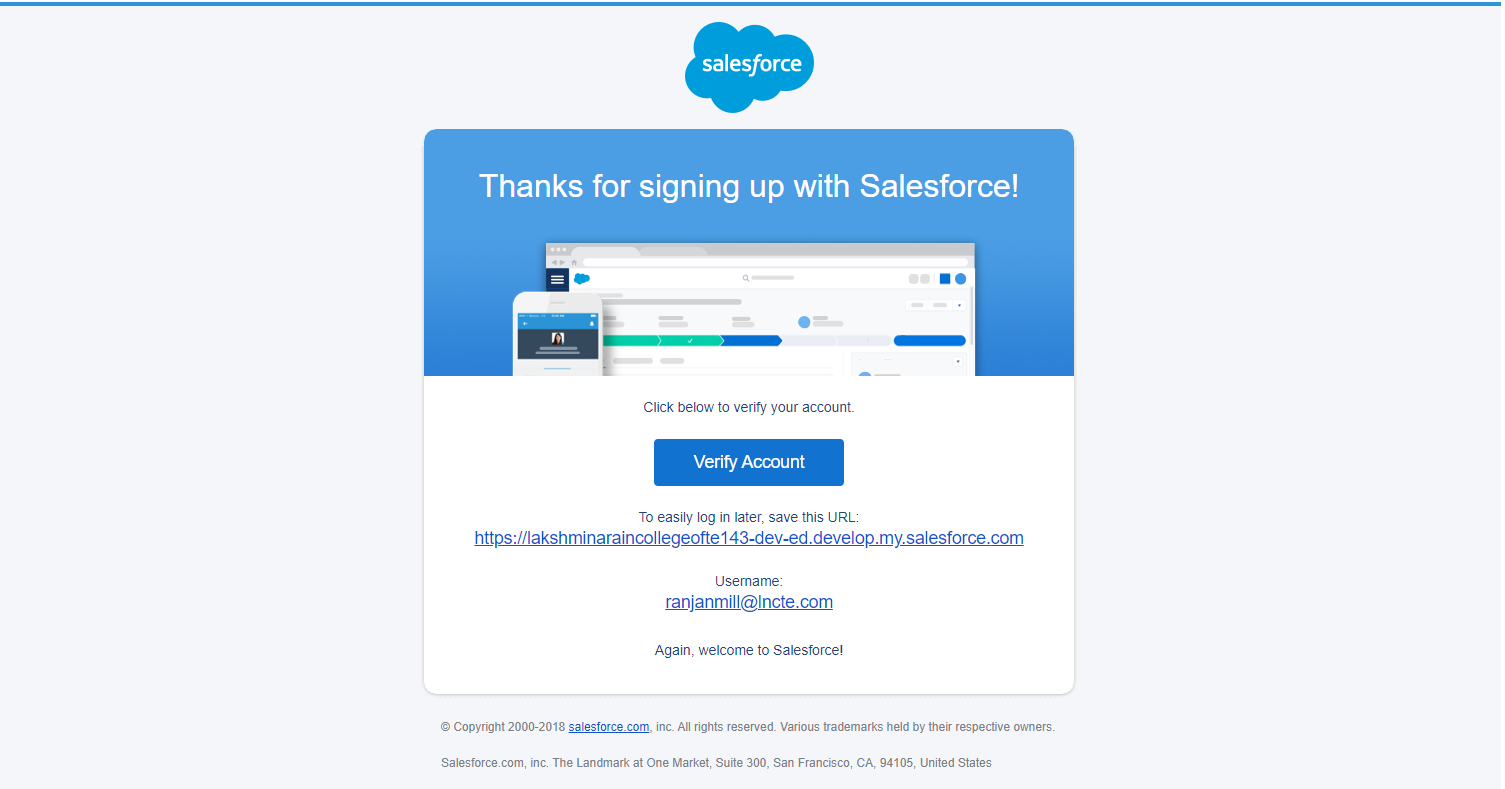 salesforce
Thanks for signing up with Salesforce!
Click below to verify your account.
Verify Account
To easily log in later, save this URL:
https://lakshminaraincollegeofte143-dev-ed.develop.my.salesforce.com
Username:
ranjanmill@lncte.com
Again, welcome to Salesforce!
© Copyright 2000-2018 salesforce.com, inc. All rights reserved. Various trademarks held by their respective owners.
Salesforce.com, inc. The Landmark at One Market, Suite 300, San Francisco, CA, 94105, United States